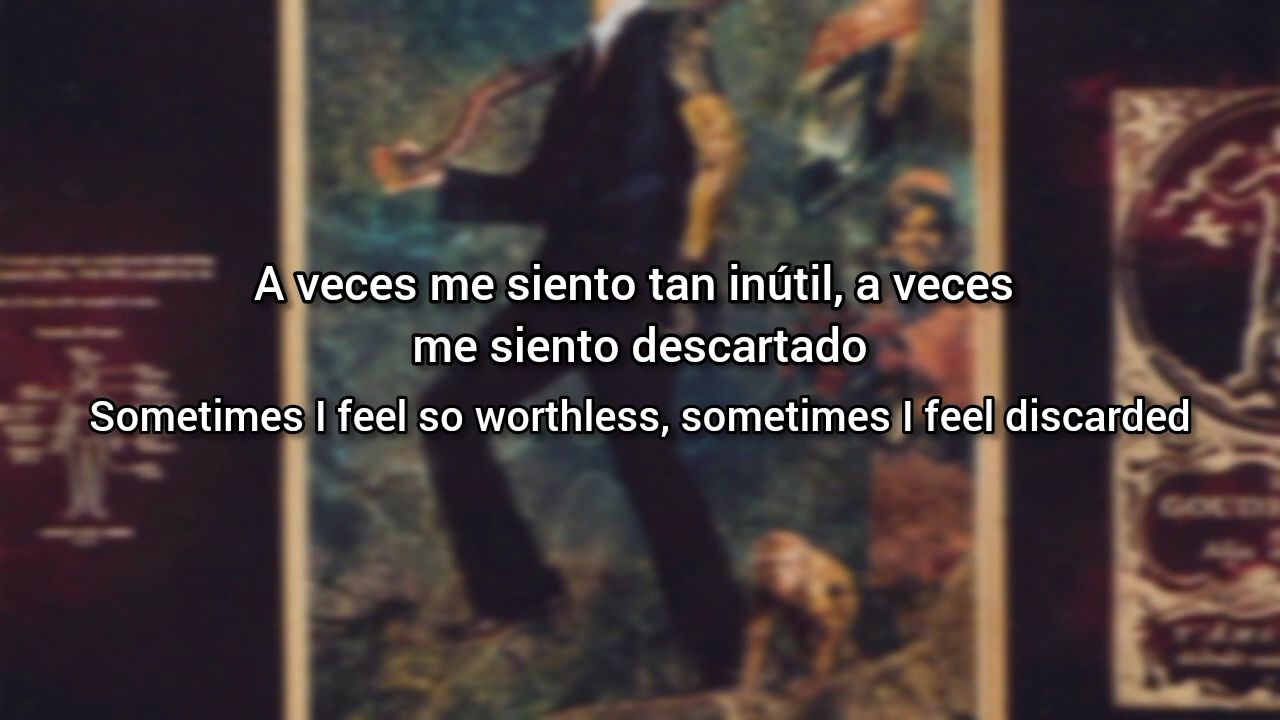 A veces me siento tan inútil, a veces
me siento descartado
Sometimes I feel so worthless, sometimes I feel discarded